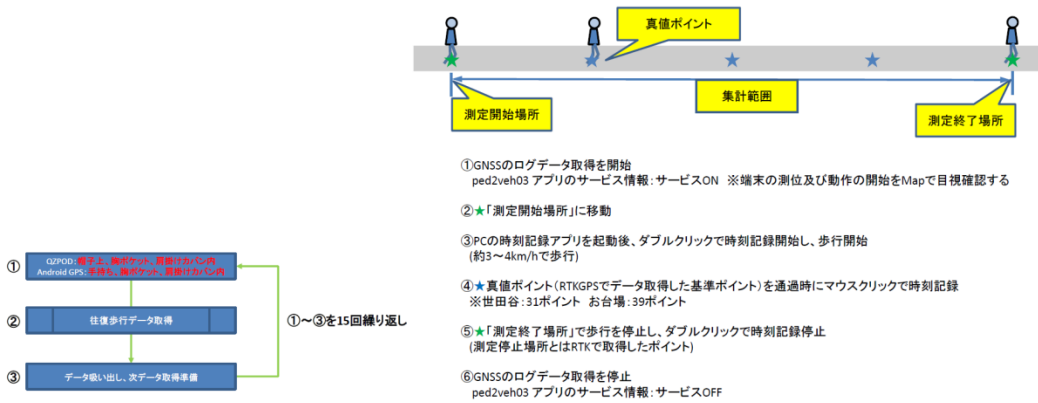 真値ポイント
集計範囲
測定開始場所
測定終了場所
①GNSSのログデータ取得を開始
ped2veh03 アプリのサービス情報:サービスON ※端末の測位及び動作の開始をMapで目視確認する
②★「測定開始場所」に移動
③PCの時刻記録アプリを起動後、ダブルクリックで時刻記録開始し、歩行開始
(約3~4km/hで歩行)
④★真値ポイント(RTKGPSでデータ取得した基準ポイント)を通過時にマウスクリックで時刻記録
※世田谷:31ポイント お台場:39ポイント
⑤★「測定終了場所」で歩行を停止し、ダブルクリックで時刻記録停止
(測定停止場所とはRTKで取得したポイント)
⑥GNSSのログデータ取得を停止
ped2veh03 アプリのサービス情報:サービスOFF
①
QZPOD:帽子上、胸ポケット、肩掛けカバン内
Android GPS:手持ち、胸ポケット、肩掛けカバン内
②
往復歩行データ取得
①~③を15回繰り返し
③
データ吸い出し、次データ取得準備